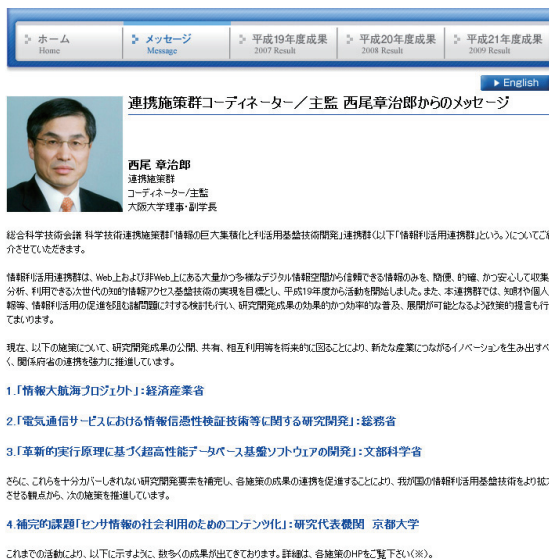 ホーム
Home
メッセージ
Message
平成19年度成果
2007 Result
平成20年度成果
2008 Result
平成21年度成果
2009 Result
English
連携施策群コーディネーター／主監 西尾章治郎からのメッセージ
西尾 章治郎
連携施策群
コーディネーター/主監
大阪大学理事・副学長
総合科学技術会議 科学技術連携施策群「情報の巨大集積化と利活用基盤技術開発」連携群(以下「情報利活用連携群」という。)についてご紹
介させていただきます。
情報利活用連携群は、Web上および非Web上にある大量かつ多様なデジタル情報空間から信頼できる情報のみを、簡便、的確、かつ安心して収集
分析、利用できる次世代の知的情報アクセス基盤技術の実現を目標とし、平成19年度から活動を開始しました。また、本連携群では、知財や個人
報等、情報利活用の促進を阻む諸問題に対する検討も行い、研究開発成果の効果的かつ効率的な普及、展開が可能となるよう政策的提言も行
てまいります。
現在、以下の施策について、研究開発成果の公開、共有、相互利用等を将来的に図ることにより、新たな産業につながるイノベーションを生み出すべ
く、関係府省の連携を強力に推進しています。
1.「情報大航海プロジェクト」：経済産業省
2.「電気通信サービスにおける情報信憑性検証技術等に関する研究開発」：総務省
3.「革新的実行原理に基づく超高性能データベース基盤ソフトウェアの開発」：文部科学省
さらに、これらを十分カバーしきれない研究開発要素を補完し、各施策の成果の連携を促進することにより、我が国の情報利活用基盤技術をより拡大
させる観点から、次の施策を推進しています。
4.補完的課題「センサ情報の社会利用のためのコンテンツ化」：研究代表機関 京都大学
これまでの活動により、以下に示すように、数多くの成果が出てきております。詳細は、各施策のHPをご覧下さい(※)。